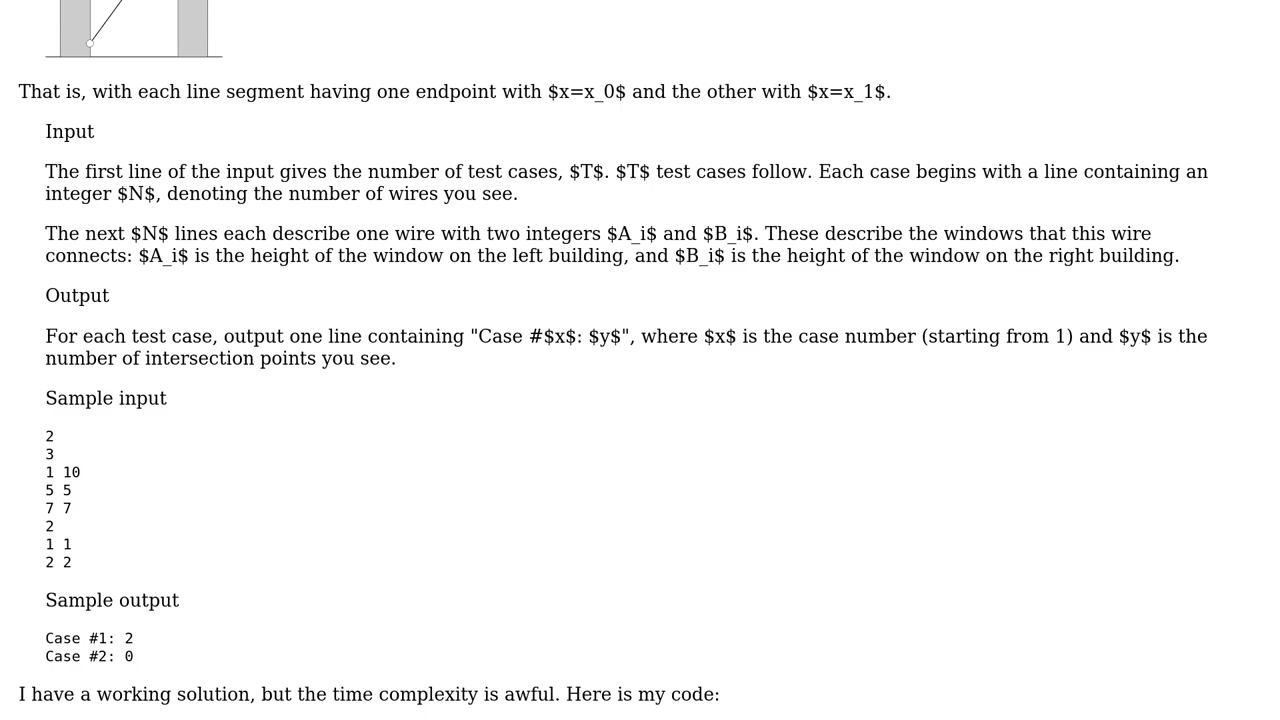 That is, with each line segment having one endpoint with $x=x_0$ and the other with $x=x_1$.
Input
The first line of the input gives the number of test cases, $T$. $T$ test cases follow. Each case begins with a line containing an
integer $N$, denoting the number of wires you see.
The next $N$ lines each describe one wire with two integers $A_i$ and $B_i$. These describe the windows that this wire
connects: $A_i$ is the height of the window on the left building, and $B_i$ is the height of the window on the right building.
Output
For each test case, output one line containing "Case #$x$: $y$", where $x$ is the case number (starting from 1) and $y$ is the
number of intersection points you see.
Sample input
2
3
1 10
5 5
7 7
2
1 1
2 2
Sample output
Case #1: 2
Case #2: 0
I have a working solution, but the time complexity is awful. Here is my code: